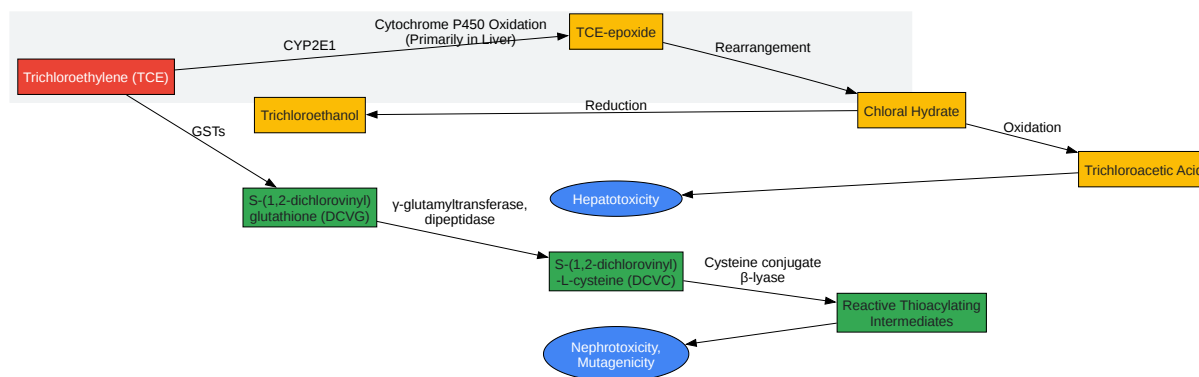 Cytochrome P450 Oxidation
(Primarily in Liver)
TCE-epoxide
CYP2E1
Rearrangement
Trichloroethylene (TCE)
Trichloroethanol
Reduction
Chloral Hydrate
GSTs
Oxidation
Trichloroacetic Acid
S-(1,2-dichlorovinyl)
glutathione (DCVG)
γ-glutamyltransferase,
dipeptidase
Hepatotoxicity
S-(1,2-dichlorovinyl)
-L-cysteine (DCVC)
Cysteine conjugate
β-lyase
Reactive Thioacylating
Intermediates
Nephrotoxicity,
Mutagenicity